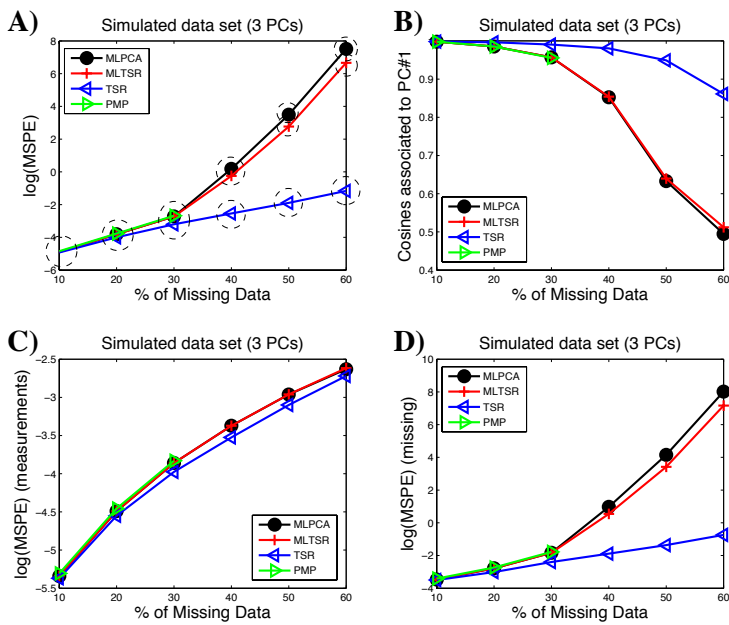 A)
Simulated data set (3 PCs)
8
6
4
2
0
−2
−4
−6
10 20 30 40 50 60
log(MSPE)
% of Missing Data
MLPCA
MLTSR
TSR
PMP
B)
Simulated data set (3 PCs)
1
0.9
0.8
0.7
0.6
0.5
0.4
10 20 30 40 50 60
Cosines associated to PC#1
% of Missing Data
MLPCA
MLTSR
TSR
PMP
C)
Simulated data set (3 PCs)
−2.5
−3
−3.5
−4
−4.5
−5
−5.5
10 20 30 40 50 60
log(MSPE) (measurements)
% of Missing Data
MLPCA
MLTSR
TSR
PMP
D)
Simulated data set (3 PCs)
10
8
6
4
2
0
−2
−4
10 20 30 40 50 60
log(MSPE) (missing)
% of Missing Data
MLPCA
MLTSR
TSR
PMP